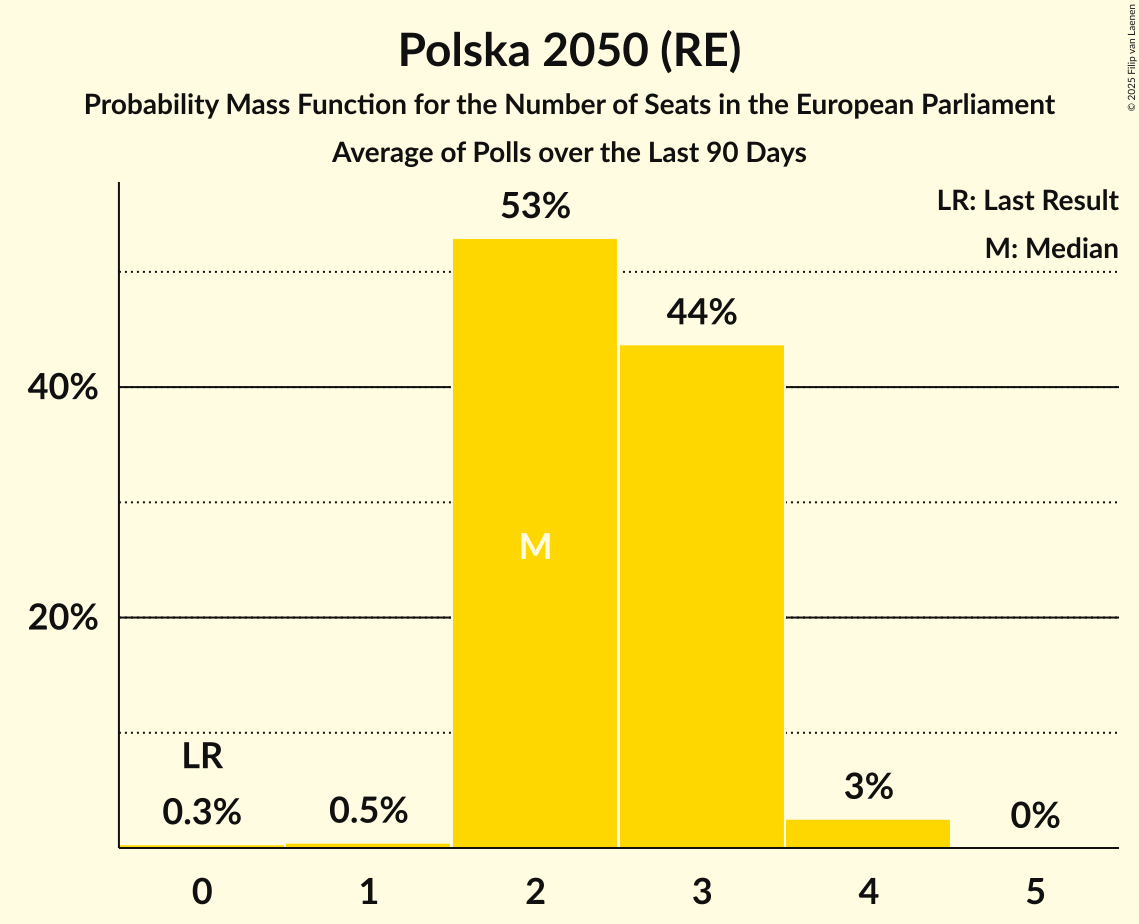 Polska 2050 (RE)
Probability Mass Function for the Number of Seats in the European Parliament
Average of Polls over the Last 90 Days
© 2025 Filip van Laenen
LR: Last Result
M: Median
53%
44%
40%
M
20%
LR
0.3%
0.5%
3%
0%
0 1 2 3 4 5